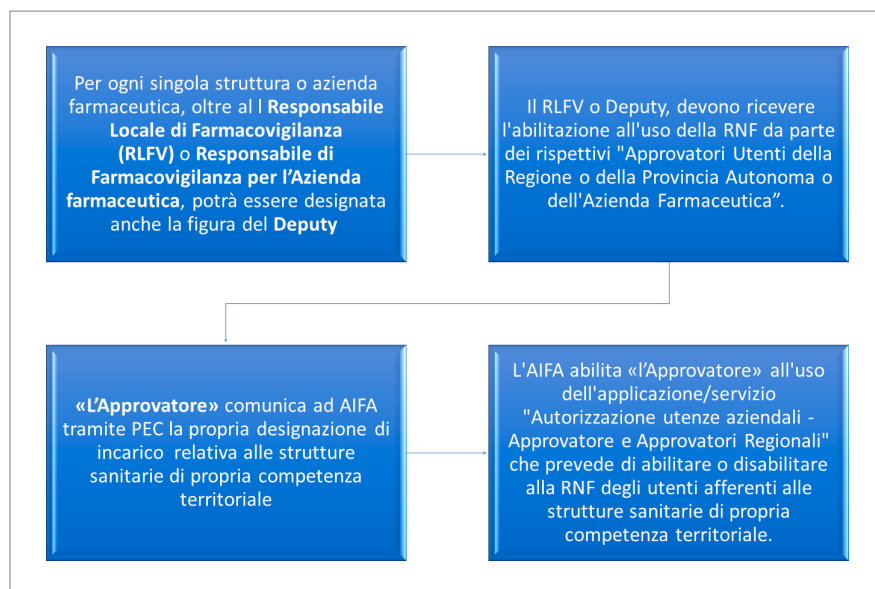 Per ogni singola struttura o azienda
farmaceutica, oltre al l Responsabile
Locale di Farmacovigilanza
(RLFV) o Responsabile di
Farmacovigilanza per l’Azienda
farmaceutica, potrà essere designata
anche la figura del Deputy
Il RLFV o Deputy, devono ricevere
l'abilitazione all'uso della RNF da parte
dei rispettivi "Approvatori Utenti della
Regione o della Provincia Autonoma o
dell'Azienda Farmaceutica”.
«L’Approvatore» comunica ad AIFA
tramite PEC la propria designazione di
incarico relativa alle strutture
sanitarie di propria competenza
territoriale
L'AIFA abilita «l’Approvatore» all'uso
dell'applicazione/servizio
"Autorizzazione utenze aziendali -
Approvatore e Approvatori Regionali"
che prevede di abilitare o disabilitare
alla RNF degli utenti afferenti alle
strutture sanitarie di propria
competenza territoriale.